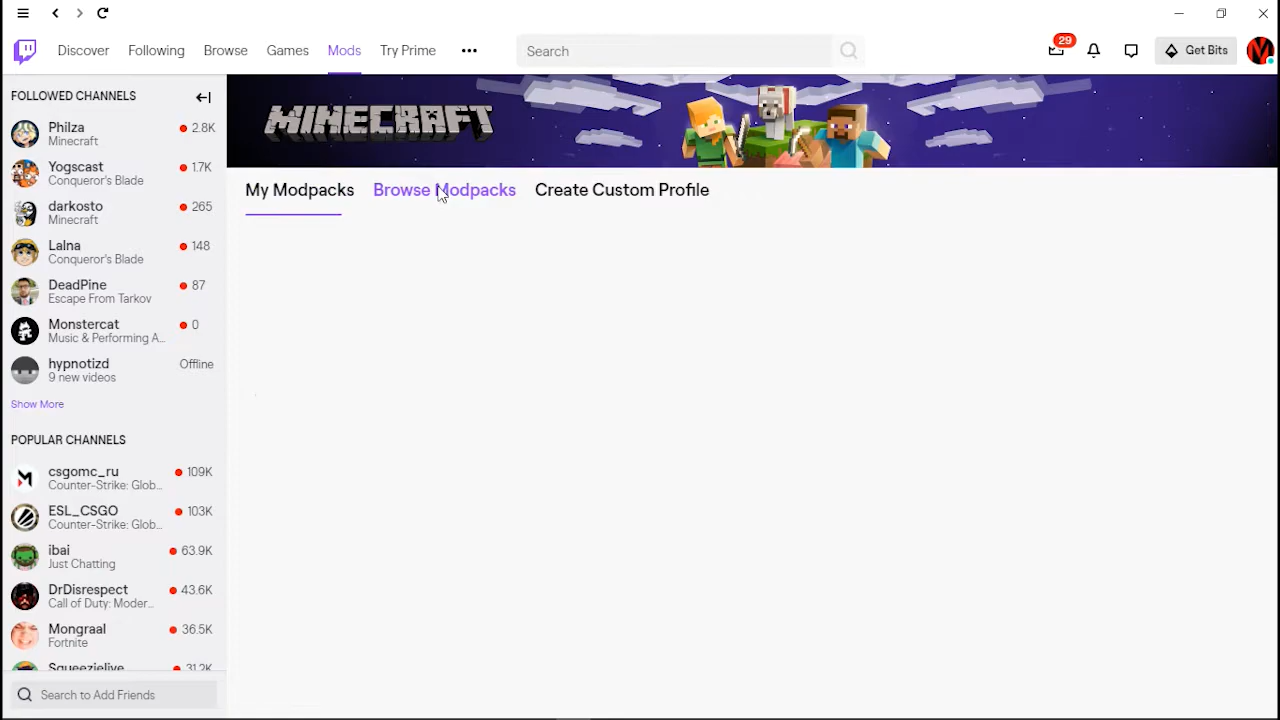 Discover Following Browse Games Mods Try Prime ••• Search 29 Get Bits
FOLLOWED CHANNELS
Philza 2.8K
Minecraft
Yogscast 1.7K
Conqueror's Blade
darkosto 265
Minecraft
Lalna 148
Conqueror's Blade
DeadPine 87
Escape From Tarkov
Monstercat 0
Music & Performing A...
hypnotizd Offline
9 new videos
Show More
POPULAR CHANNELS
csgomc_ru 109K
Counter-Strike: Glob...
ESL_CSGO 103K
Counter-Strike: Glob...
ibai 63.9K
Just Chatting
DrDisrespect 43.6K
Call of Duty: Moder...
Mongraal 36.5K
Fortnite
Squeezielive 31.2K
Search to Add Friends
MINECRAFT
My Modpacks Browse Modpacks Create Custom Profile